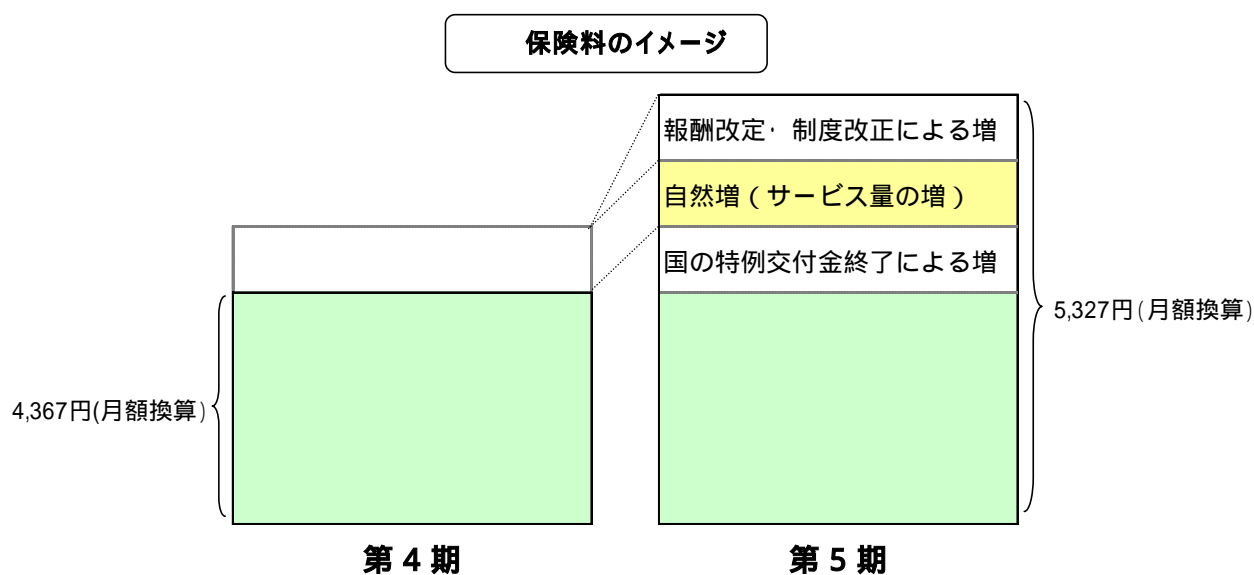 保険料のイメージ
報酬改定・制度改正による増
自然増（サービス量の増）
国の特例交付金終了による増
5,327円(月額換算)
4,367円(月額換算)
第４期
第５期